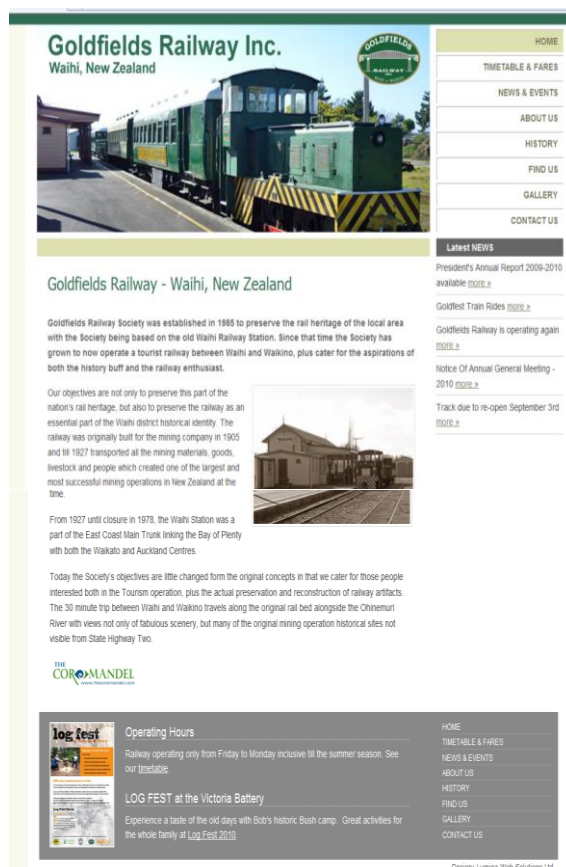 Goldfields Railway Inc.
Waihi, New Zealand
GOLDFIELDS
RAILWAY
HOME
TIMETABLE & FARES
NEWS & EVENTS
ABOUT US
HISTORY
FIND US
GALLERY
CONTACT US
Latest NEWS
President's Annual Report 2009-2010
available more »
Goldfest Train Rides more »
Goldfields Railway is operating again
more »
Notice Of Annual General Meeting -
2010 more »
Track due to re-open September 3rd
more »
Goldfields Railway - Waihi, New Zealand
Goldfields Railway Society was established in 1985 to preserve the rail heritage of the local area
with the Society being based on the old Waihi Railway Station. Since that time the Society has
grown to now operate a tourist railway between Waihi and Waikino, plus cater for the aspirations of
both the history buff and the railway enthusiast.
Our objectives are not only to preserve this part of the
nation's rail heritage, but also to preserve the railway as an
essential part of the Waihi district historical identity. The
railway was originally built for the mining company in 1905
and till 1927 transported all the mining materials, goods,
livestock and people which created one of the largest and
most successful mining operations in New Zealand at the
time.
From 1927 until closure in 1978, the Waihi Station was a
part of the East Coast Main Trunk linking the Bay of Plenty
with both the Waikato and Auckland Centres.
Today the Society's objectives are little changed form the original concepts in that we cater for those people
interested both in the Tourism operation, plus the actual preservation and reconstruction of railway artifacts.
The 30 minute trip between Waihi and Waikino travels along the original rail bed alongside the Ohinemuri
River with views not only of fabulous scenery, but many of the original mining operation historical sites not
visible from State Highway Two.
THE
COROMANDEL
www.thecoromandel.com
log fest
Operating Hours
Railway operating only from Friday to Monday inclusive till the summer season. See
our timetable.
LOG FEST at the Victoria Battery
Experience a taste of the old days with Bob's historic Bush camp. Great activities for
the whole family at Log Fest 2010.
HOME
TIMETABLE & FARES
NEWS & EVENTS
ABOUT US
HISTORY
FIND US
GALLERY
CONTACT US